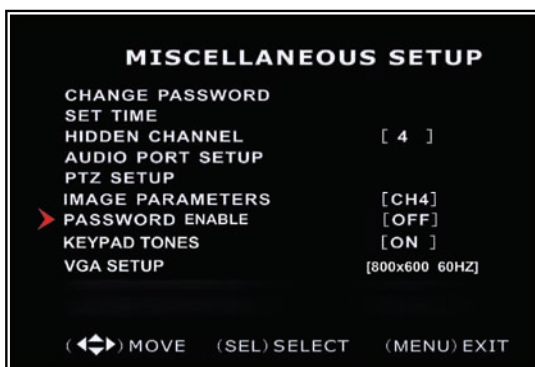 MISCELLANEOUS SETUP
CHANGE PASSWORD
SET TIME
HIDDEN CHANNEL [ 4 ]
AUDIO PORT SETUP
PTZ SETUP
IMAGE PARAMETERS [CH4]
PASSWORD ENABLE [OFF]
KEYPAD TONES [ON ]
VGA SETUP [800x600 60HZ]
( ) MOVE (SEL) SELECT (MENU) EXIT